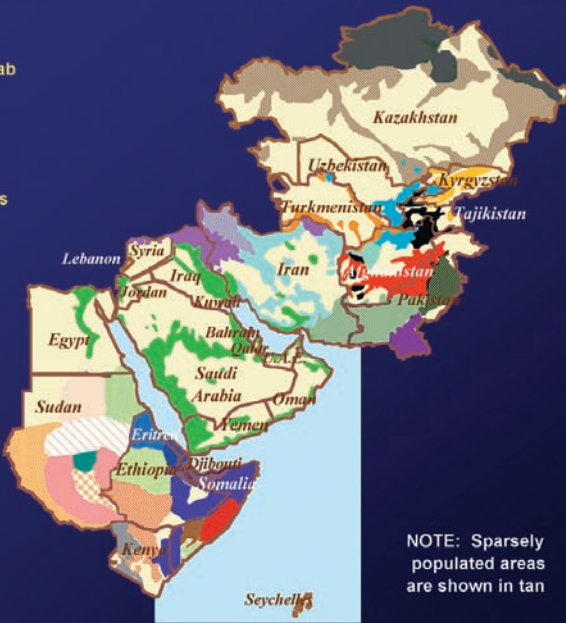 ab
s
Kazakhstan
Uzbekistan
Kyrgyzstan
Turkmenistan
Tajikistan
Lebanon
Syria
Iraq
Iran
Afghanistan
Jordan
Kuwait
Pakistan
Egypt
Bahrain
Qatar
U.A.E.
Saudi
Arabia
Oman
Sudan
Yemen
Eritrea
Djibouti
Ethiopia
Somalia
Kenya
NOTE: Sparsely
populated areas
are shown in tan
Seychelles